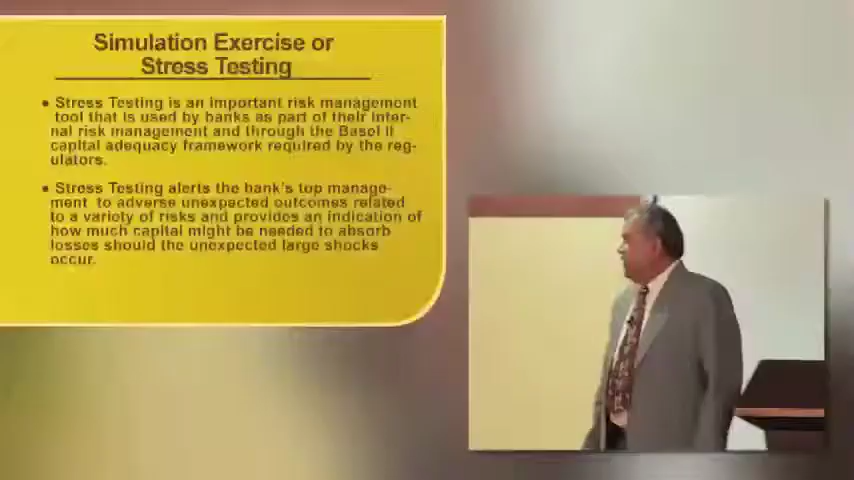 Simulation Exercise or
Stress Testing
• Stress Testing is an important risk management
tool that is used by banks as part of their inter-
nal risk management and through the Basel II
capital adequacy framework required by the reg-
ulators.
• Stress Testing alerts the bank's top manage-
ment to adverse unexpected outcomes related
to a variety of risks and provides an indication of
how much capital might be needed to absorb
losses should the unexpected large shocks
occur.